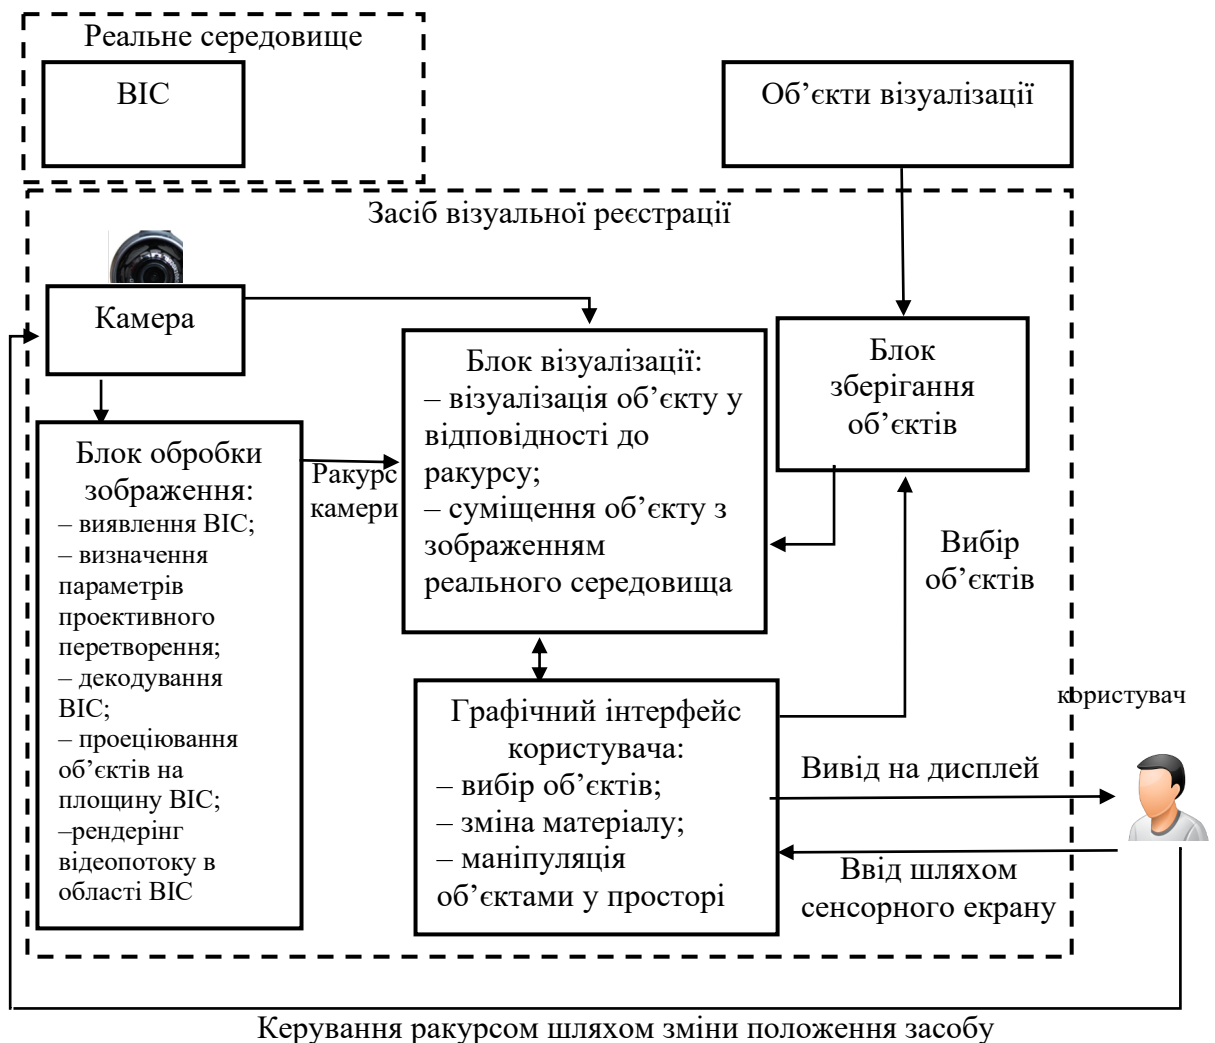 Реальне середовище
ВІС
Об’єкти візуалізації
Засіб візуальної реєстрації
Камера
Блок візуалізації:
– візуалізація об’єкту у
відповідності до
ракурсу;
– суміщення об’єкту з
зображенням
реального середовища
Блок
зберігання
об’єктів
Блок обробки
зображення:
– виявлення ВІС;
– визначення
параметрів
проективного
перетворення;
– декодування
ВІС;
– проеціювання
об’єктів на
площину ВІС;
–рендерінг
відеопотоку в
області ВІС
Ракурс
камери
Вибір
об’єктів
Графічний інтерфейс
користувача:
– вибір об’єктів;
– зміна матеріалу;
– маніпуляція
об’єктами у просторі
користувач
Вивід на дисплей
Ввід шляхом
сенсорного екрану
Керування ракурсом шляхом зміни положення засобу